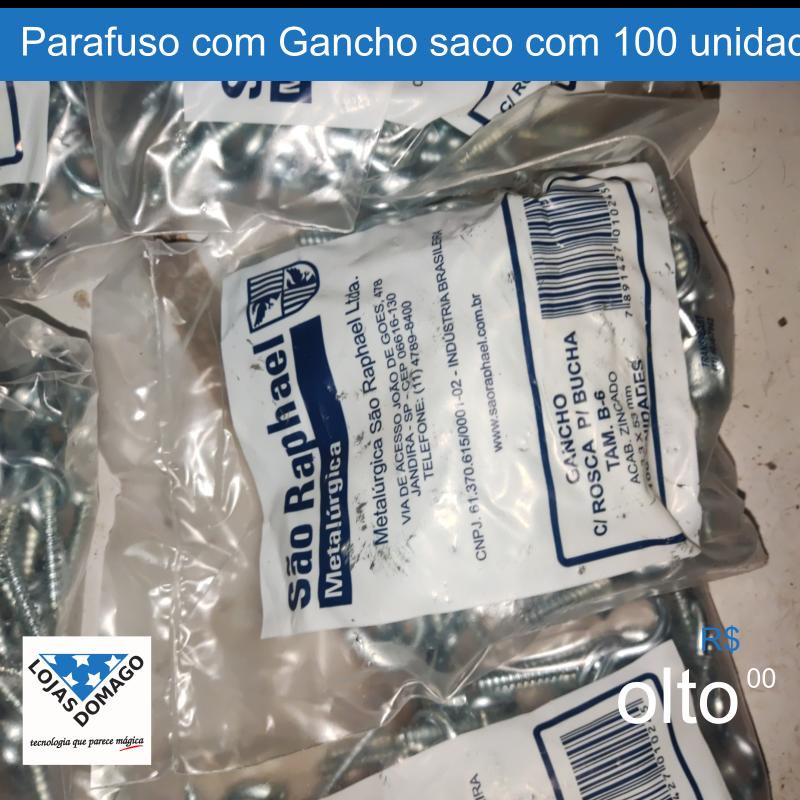 Parafuso com Gancho saco com 100 unidad
São Raphael
Metalúrgica
Metalúrgica São Raphael Ltda.
VIA DE ACESSO JOÃO DE GOES, 478
JANDIRA - SP - CEP 06616-130
TELEFONE: (11) 4789-8400
CNPJ. 61.370.615/0001-02 - INDÚSTRIA BRASILEIRA
www.saoraphael.com.br
GANCHO
C/ ROSCA P/ BUCHA
TAM. B-6
ACAB. ZINCADO
LOJAS DOMAGO
tecnologia que parece mágica
R$
oIto 00